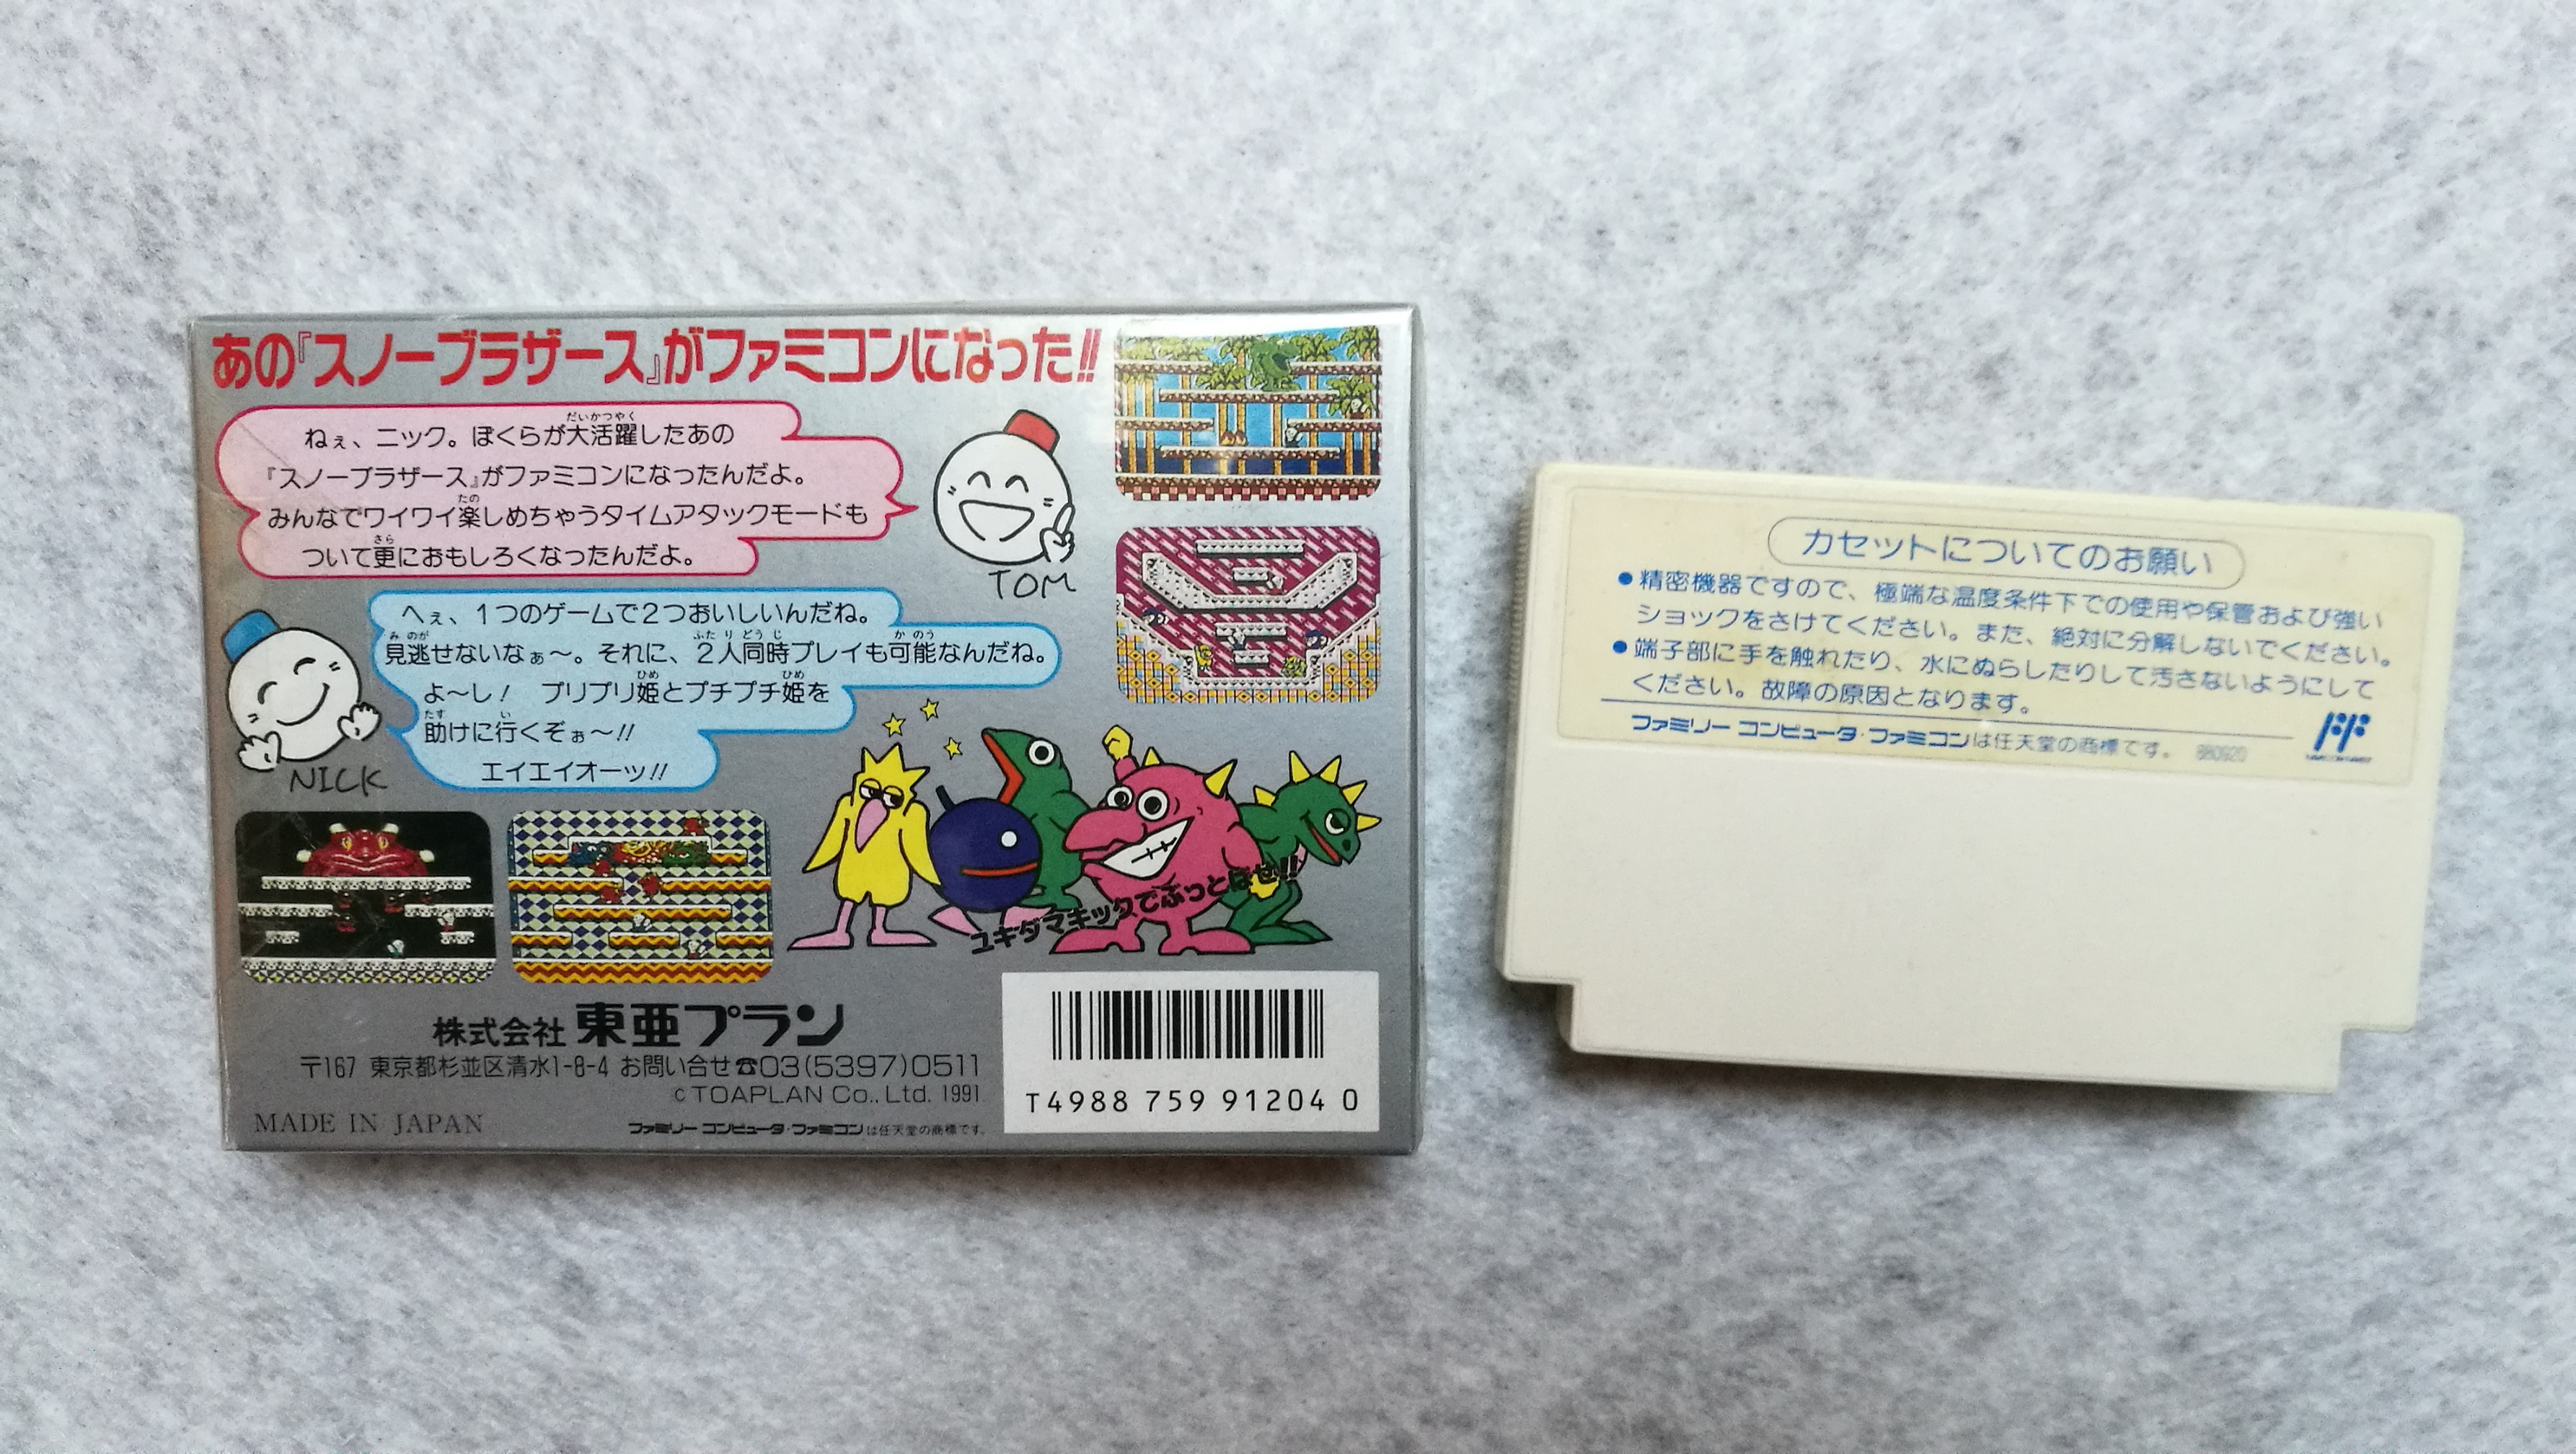 あの『スノーブラザース』がファミコンになった!!
ねぇ、ニック。ぼくらが大活躍したあの
『スノーブラザース』がファミコンになったんだよ。
みんなでワイワイ楽しめちゃうタイムアタックモードも
ついて更におもしろくなったんだよ。
TOM
へぇ、1つのゲームで2つおいしいんだね。
見逃せないなぁ〜。それに、2人同時プレイも可能なんだね。
よ〜し! プリプリ姫とプチプチ姫を
助けに行くぞぉ〜!!
エイエイオーッ!!
NICK
ユキダマキックでぶっとばせ!!
株式会社 東亜プラン
〒167 東京都杉並区清水1-8-4 お問い合せ☎03(5397)0511
© TOAPLAN Co., Ltd. 1991
MADE IN JAPAN
ファミリーコンピュータ・ファミコンは任天堂の商標です。
T4988 759 91204 0
カセットについてのお願い
●精密機器ですので、極端な温度条件下での使用や保管および強い
ショックをさけてください。また、絶対に分解しないでください。
●端子部に手を触れたり、水にぬらしたりして汚さないようにして
ください。故障の原因となります。
ファミリーコンピュータ・ファミコンは任天堂の商標です。